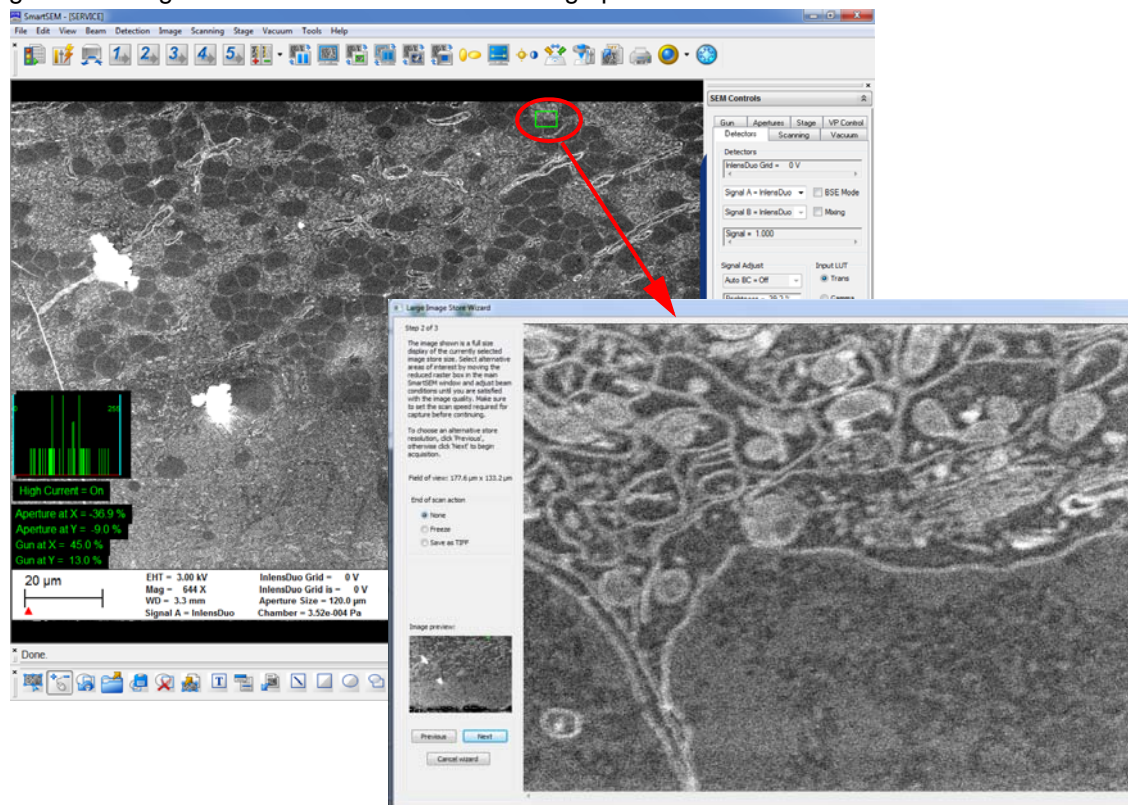 SmartSEM - [SERVICE]
File Edit View Beam Detection Image Scanning Stage Vacuum Tools Help
1. 2. 3. 4. 5.
SEM Controls
Gun Apertures Stage VP Control
Detectors Scanning Vacuum
Detectors
InlensDuo Grid = 0 V
Signal A = InlensDuo BSE Mode
Signal B = InlensDuo Mixing
Signal = 1.000
Signal Adjust Input LUT
Auto BC = Off Trans
Gamma
0 255
High Current = On
Aperture at X = -36.9 %
Aperture at Y = -9.0 %
Gun at X = 45.0 %
Gun at Y = 13.0 %
20 µm
EHT = 3.00 kV InlensDuo Grid = 0 V
Mag = 644 X InlensDuo Grid is = 0 V
WD = 3.3 mm Aperture Size = 120.0 µm
Signal A = InlensDuo Chamber = 3.52e-004 Pa
Done.
T
Large Image Store Wizard
Step 2 of 3
The image shown is a full size
display of the currently selected
image store size. Select alternative
areas of interest by moving the
reduced raster box in the main
SmartSEM window and adjust beam
conditions until you are satisfied
with the image quality. Make sure
to set the scan speed required for
capture before continuing.
To choose an alternative store
resolution, click 'Previous',
otherwise click 'Next' to begin
acquisition.
Field of view: 177.6 µm x 133.2 µm
End of scan action
None
Freeze
Save as TIFF
Image preview:
Previous Next
Cancel wizard